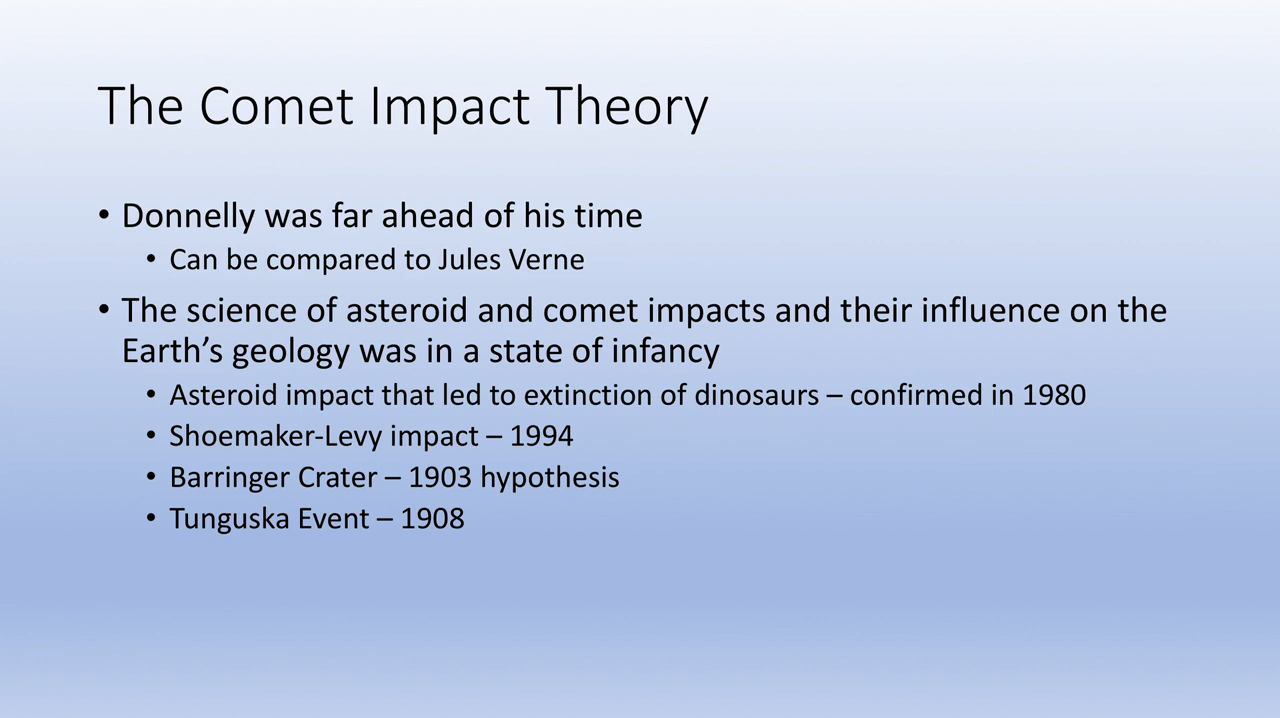 The Comet Impact Theory
• Donnelly was far ahead of his time
• Can be compared to Jules Verne
• The science of asteroid and comet impacts and their influence on the
Earth’s geology was in a state of infancy
• Asteroid impact that led to extinction of dinosaurs – confirmed in 1980
• Shoemaker-Levy impact – 1994
• Barringer Crater – 1903 hypothesis
• Tunguska Event – 1908